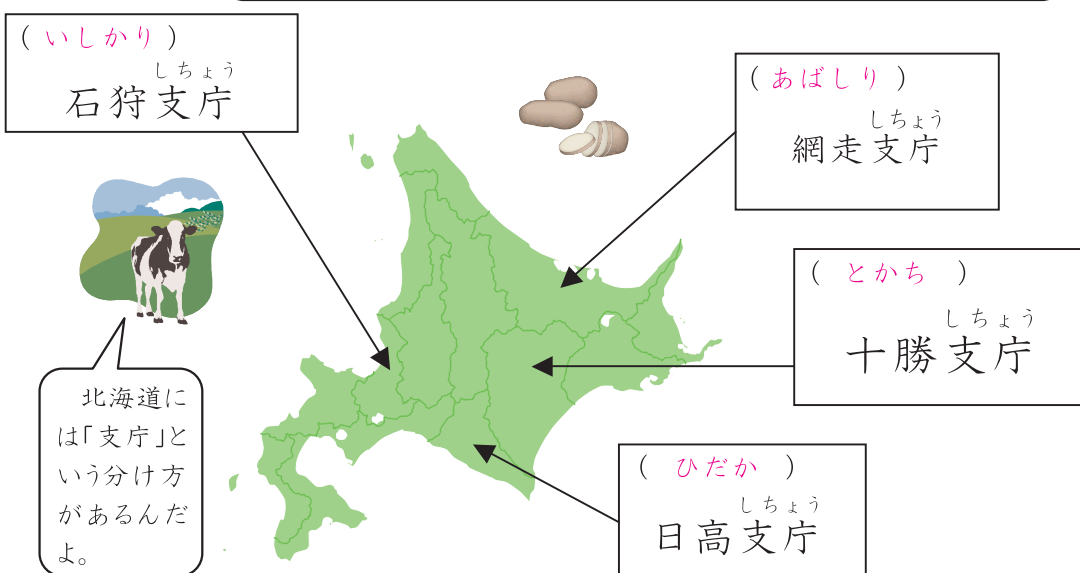 ( いしかり )
しちょう
石狩支庁
( あばしり )
しちょう
網走支庁
( とかち )
しちょう
十勝支庁
( ひだか )
しちょう
日高支庁
北海道に
は「支庁」と
いう分け方
があるんだ
よ。